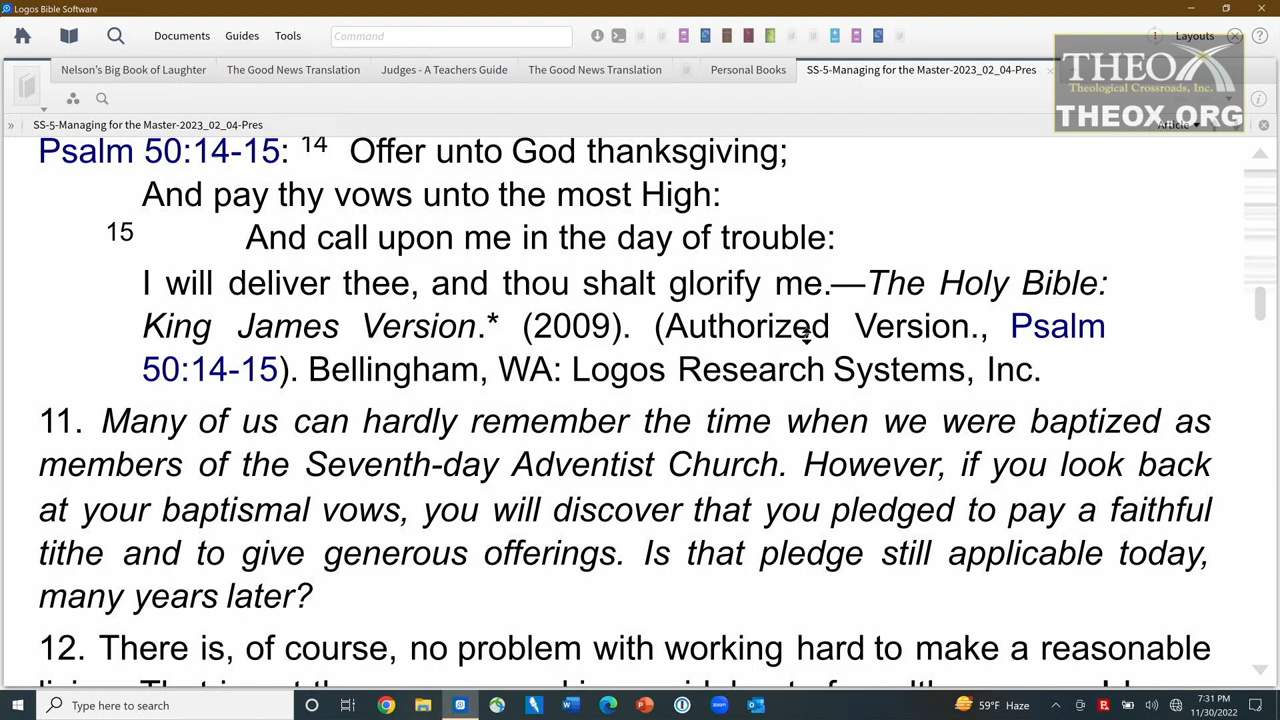 Logos Bible Software
Documents Guides Tools Command Layouts
THEOX
Theological Crossroads, Inc.
THEOX.ORG
Nelson's Big Book of Laughter The Good News Translation Judges - A Teachers Guide The Good News Translation Personal Books SS-5-Managing for the Master-2023_02_04-Pres
SS-5-Managing for the Master-2023_02_04-Pres Article
Psalm 50:14-15: 14 Offer unto God thanksgiving;
And pay thy vows unto the most High:
15 And call upon me in the day of trouble:
I will deliver thee, and thou shalt glorify me.—The Holy Bible:
King James Version.* (2009). (Authorized Version., Psalm
50:14-15). Bellingham, WA: Logos Research Systems, Inc.
11. Many of us can hardly remember the time when we were baptized as
members of the Seventh-day Adventist Church. However, if you look back
at your baptismal vows, you will discover that you pledged to pay a faithful
tithe and to give generous offerings. Is that pledge still applicable today,
many years later?
12. There is, of course, no problem with working hard to make a reasonable
Type here to search
59°F Haze
7:31 PM
11/30/2022